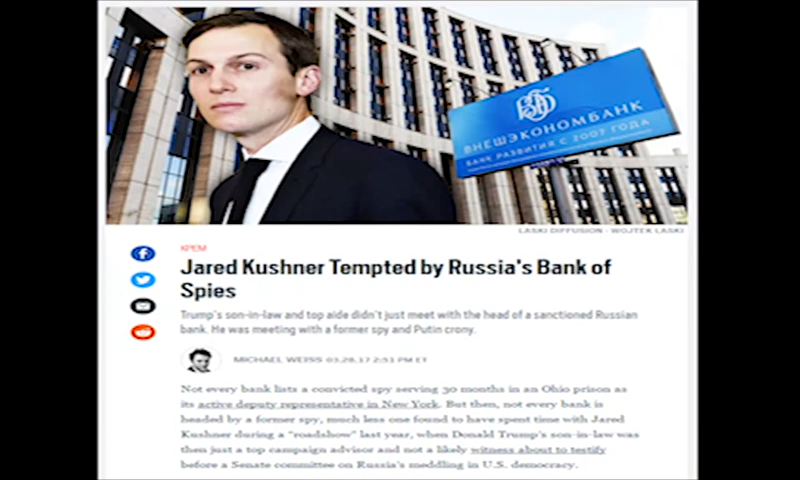 ВЭБ
ВНЕШЭКОНОМБАНК
БАНК РАЗВИТИЯ С 2007 ГОДА
LASKI DIFFUSION - WOJTEK LASKI
Jared Kushner Tempted by Russia's Bank of
Spies
Trump's son-in-law and top aide didn't just meet with the head of a sanctioned Russian
bank. He was meeting with a former spy and Putin crony.
MICHAEL WEISS 03.28.17 2:51 PM ET
Not every bank lists a convicted spy serving 30 months in an Ohio prison as
its active deputy representative in New York. But then, not every bank is
headed by a former spy, much less one found to have spent time with Jared
Kushner during a "roadshow" last year, when Donald Trump's son-in-law was
then just a top campaign advisor and not a likely witness about to testify
before a Senate committee on Russia's meddling in U.S. democracy.